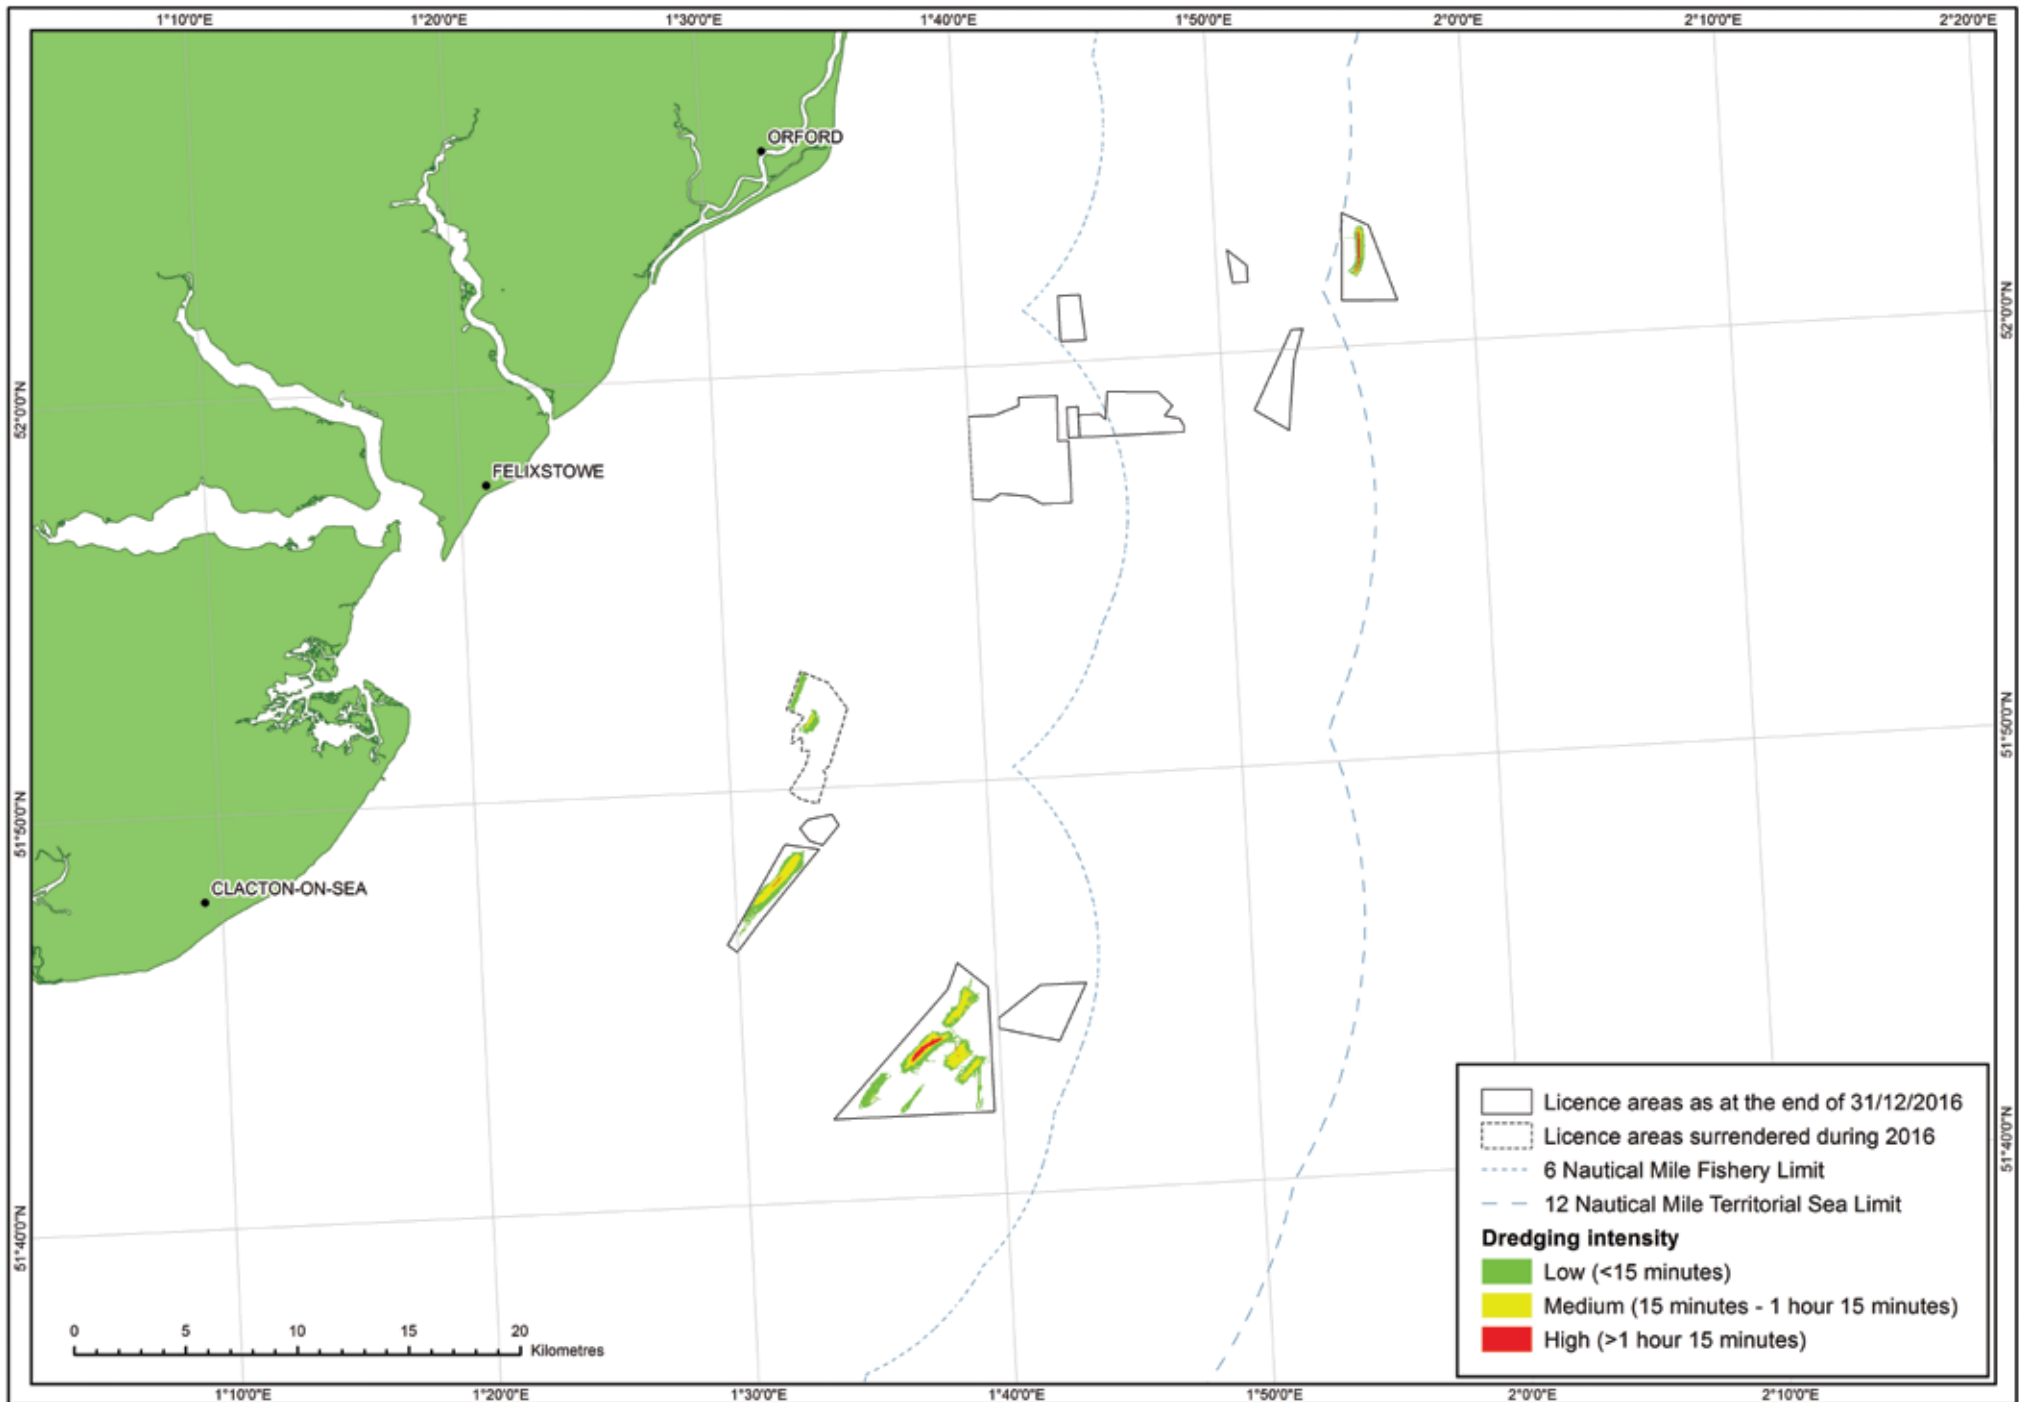 1°10'0"E 1°20'0"E 1°30'0"E 1°40'0"E 1°50'0"E 2°0'0"E 2°10'0"E 2°20'0"E
ORFORD
52°0'0"N
52°0'0"N
FELIXSTOWE
51°50'0"N
51°50'0"N
CLACTON-ON-SEA
51°40'0"N
51°40'0"N
Licence areas as at the end of 31/12/2016
Licence areas surrendered during 2016
6 Nautical Mile Fishery Limit
12 Nautical Mile Territorial Sea Limit
Dredging intensity
Low (<15 minutes)
Medium (15 minutes - 1 hour 15 minutes)
High (>1 hour 15 minutes)
0 5 10 15 20
Kilometres
1°10'0"E 1°20'0"E 1°30'0"E 1°40'0"E 1°50'0"E 2°0'0"E 2°10'0"E